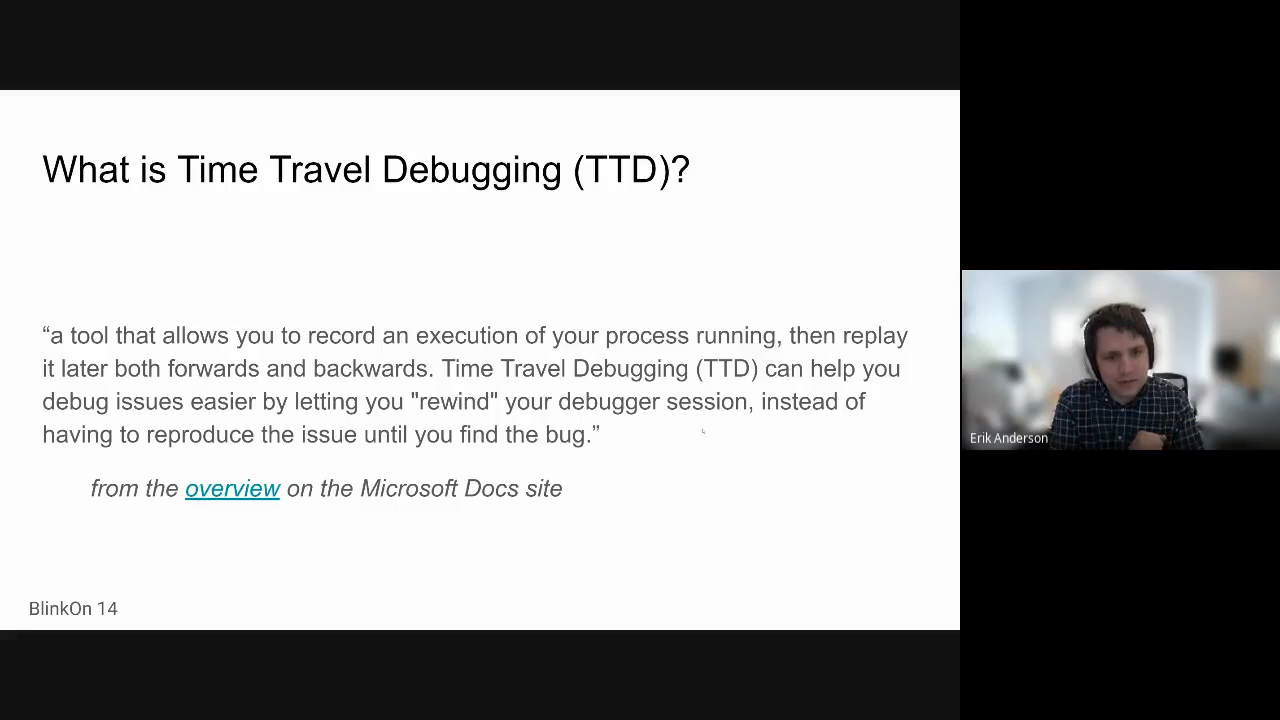 What is Time Travel Debugging (TTD)?
“a tool that allows you to record an execution of your process running, then replay
it later both forwards and backwards. Time Travel Debugging (TTD) can help you
debug issues easier by letting you "rewind" your debugger session, instead of
having to reproduce the issue until you find the bug.”
from the overview on the Microsoft Docs site
BlinkOn 14
Erik Anderson